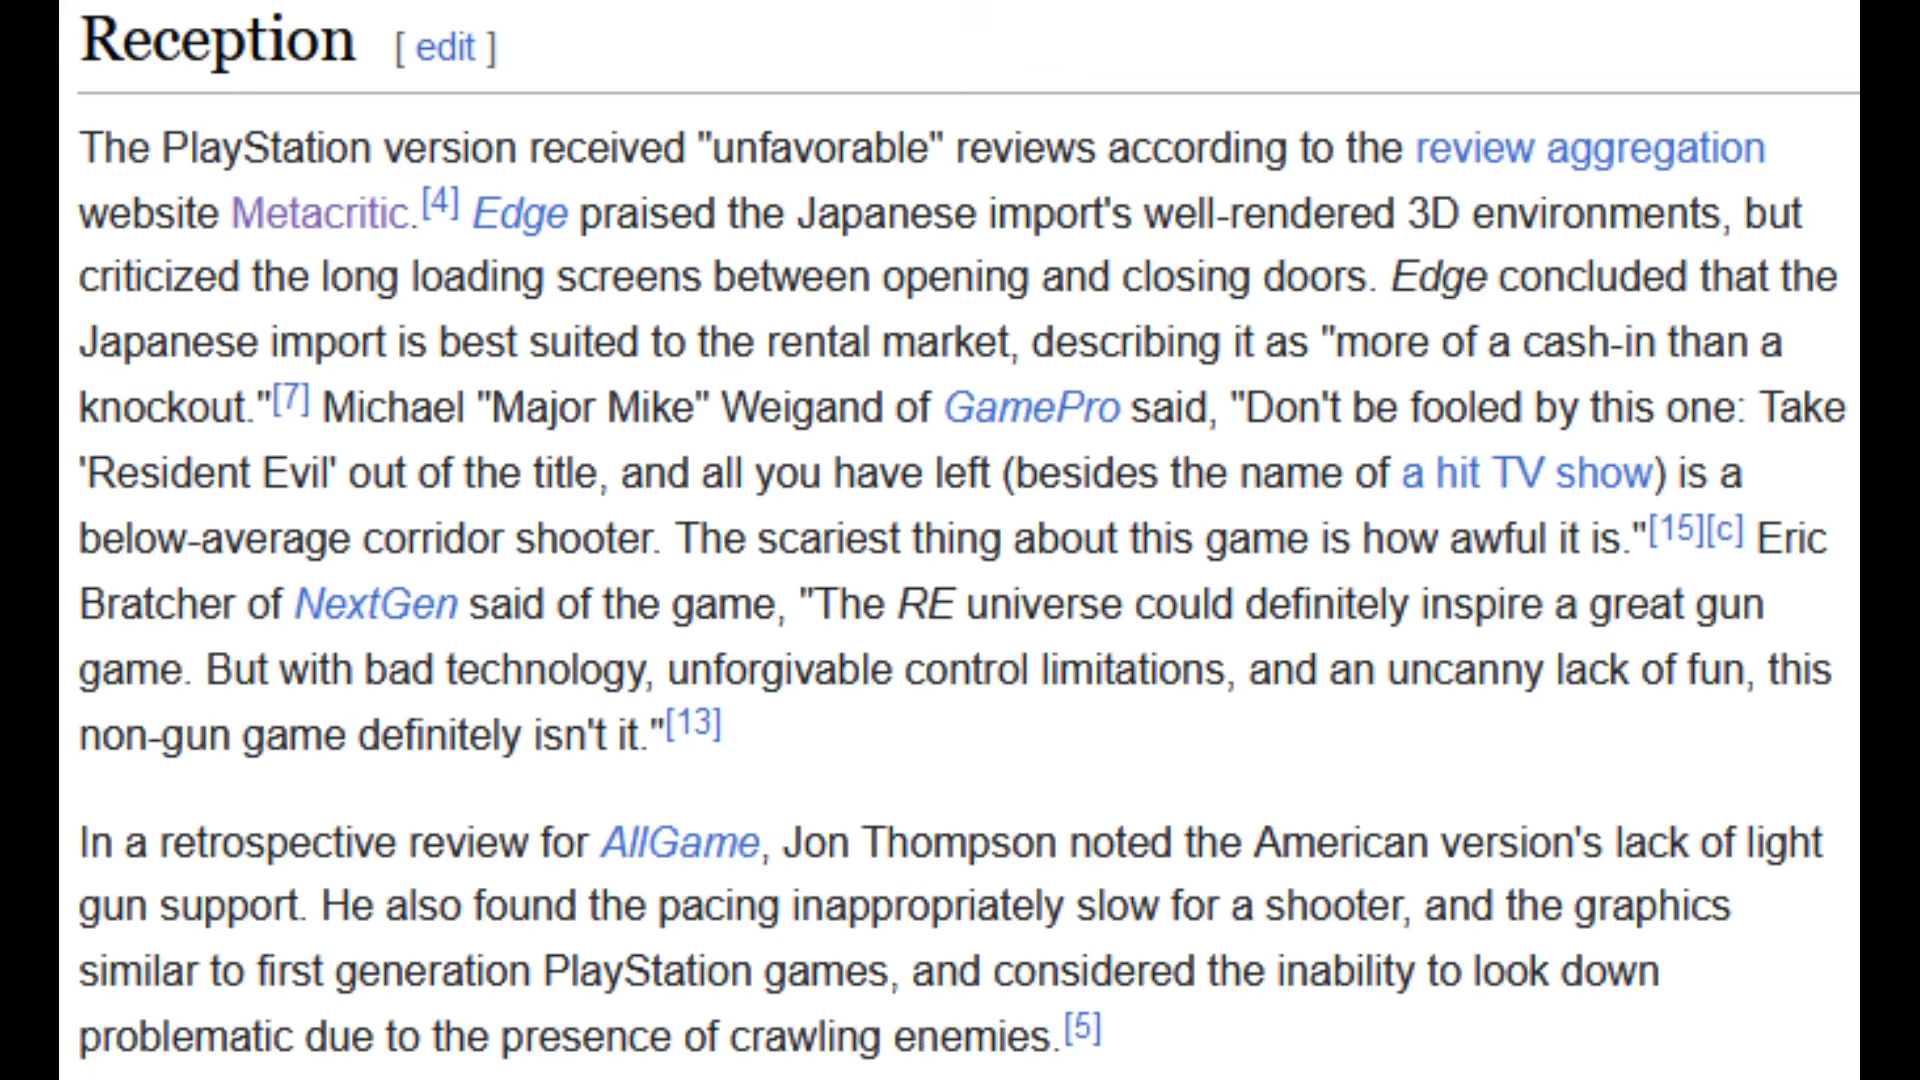 Reception [ edit ]
The PlayStation version received "unfavorable" reviews according to the review aggregation
website Metacritic.[4] Edge praised the Japanese import's well-rendered 3D environments, but
criticized the long loading screens between opening and closing doors. Edge concluded that the
Japanese import is best suited to the rental market, describing it as "more of a cash-in than a
knockout."[7] Michael "Major Mike" Weigand of GamePro said, "Don't be fooled by this one: Take
'Resident Evil' out of the title, and all you have left (besides the name of a hit TV show) is a
below-average corridor shooter. The scariest thing about this game is how awful it is."[15][c] Eric
Bratcher of NextGen said of the game, "The RE universe could definitely inspire a great gun
game. But with bad technology, unforgivable control limitations, and an uncanny lack of fun, this
non-gun game definitely isn't it."[13]
In a retrospective review for AllGame, Jon Thompson noted the American version's lack of light
gun support. He also found the pacing inappropriately slow for a shooter, and the graphics
similar to first generation PlayStation games, and considered the inability to look down
problematic due to the presence of crawling enemies.[5]